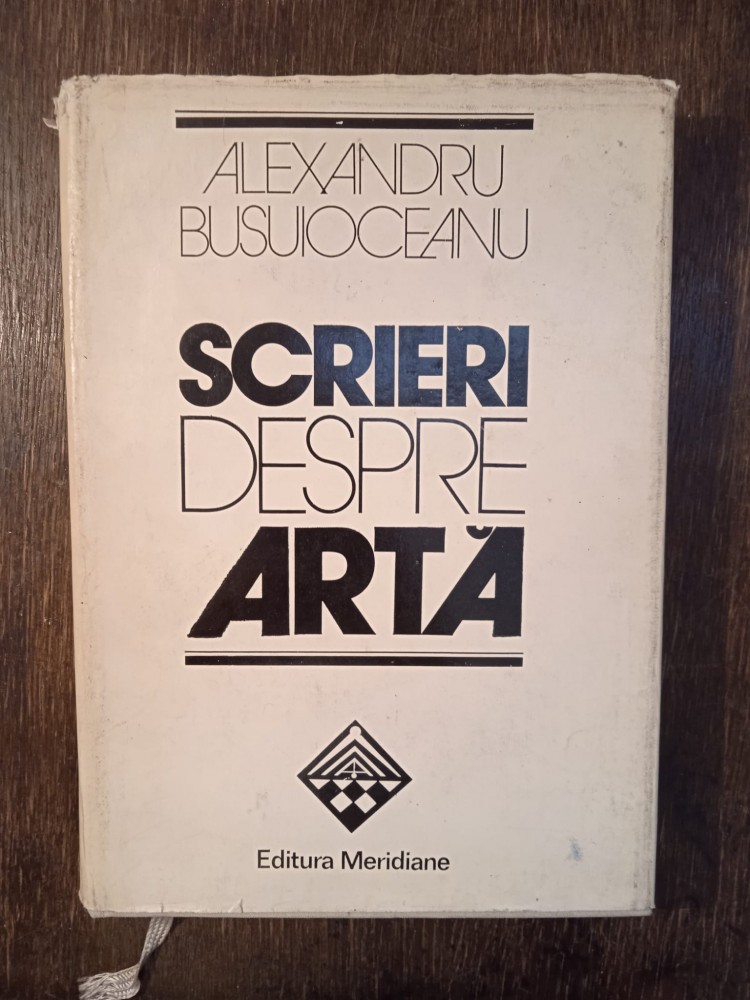 ALEXANDRU
BUSUIOCEANU
SCRIERI
DESPRE
ARTĂ
Editura Meridiane